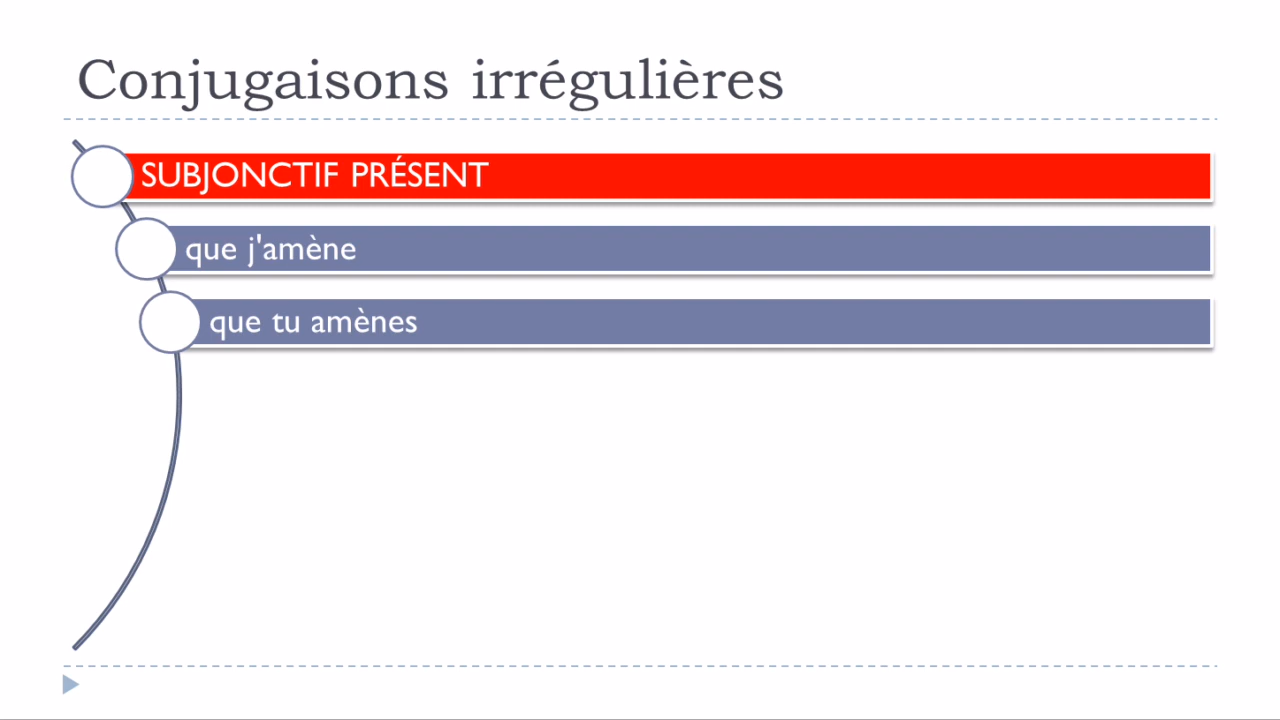 Conjugaisons irrégulières
SUBJONCTIF PRÉSENT
que j'amène
que tu amènes